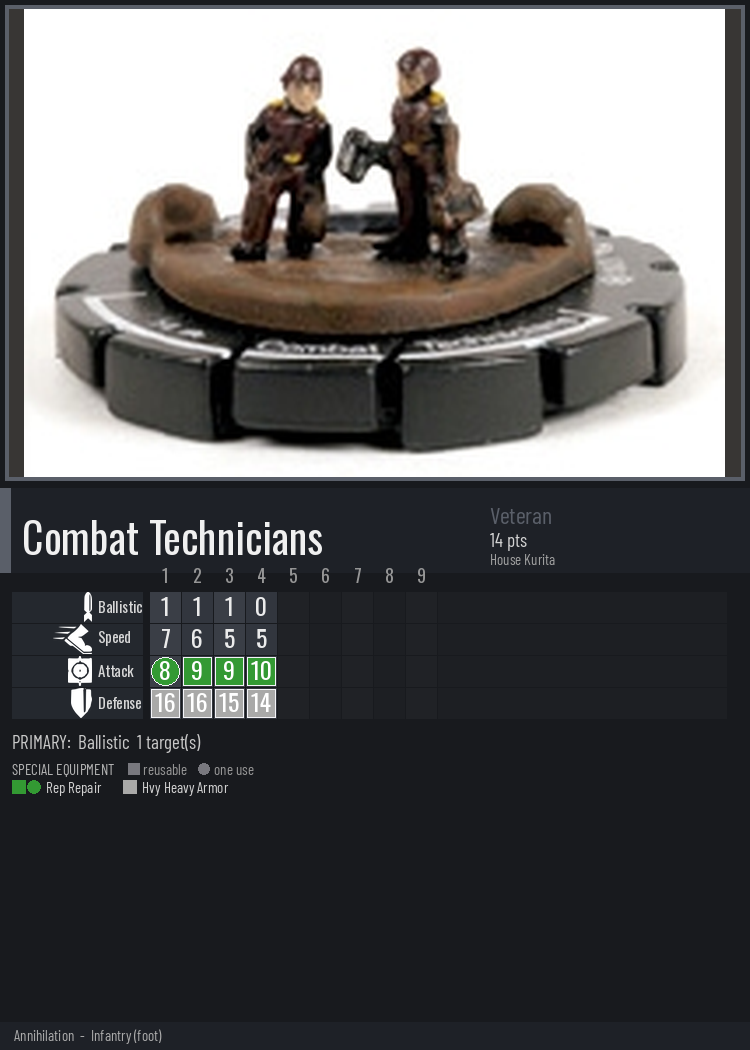 Combat Technicians
Combat Technicians
Veteran
14 pts
House Kurita
1 2 3 4 5 6 7 8 9
Ballistic 1 1 1 0
Speed 7 6 5 5
Attack 8 9 9 10
Defense 16 16 15 14
PRIMARY: Ballistic 1 target(s)
SPECIAL EQUIPMENT reusable one use
Rep Repair Hvy Heavy Armor
Annihilation - Infantry (foot)